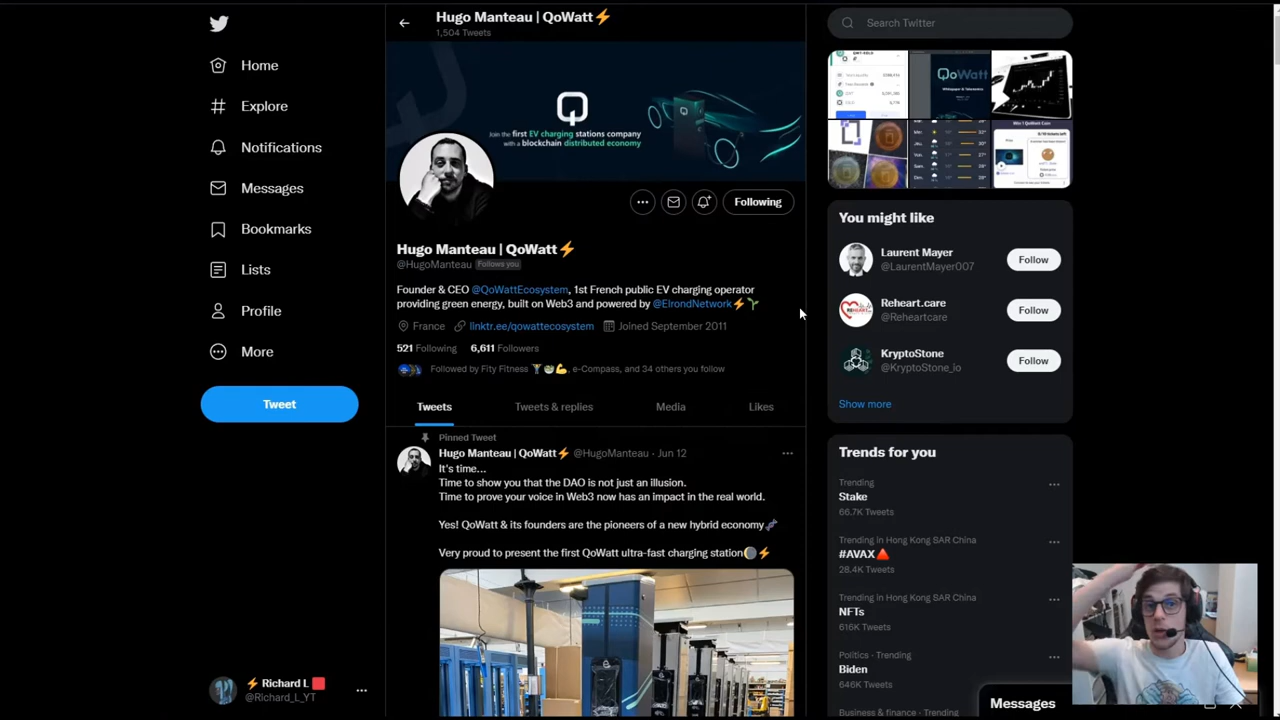 Home
Explore
Notifications
Messages
Bookmarks
Lists
Profile
More
Tweet
⚡ Richard L 🟥
@Richard_L_YT
Hugo Manteau | QoWatt⚡
1,504 Tweets
Q
Join the first EV charging stations company
with a blockchain distributed economy
Following
Hugo Manteau | QoWatt⚡
@HugoManteau Follows you
Founder & CEO @QoWattEcosystem, 1st French public EV charging operator
providing green energy, built on Web3 and powered by @ElrondNetwork⚡🌱
France linktr.ee/qowattecosystem Joined September 2011
521 Following 6,611 Followers
Followed by Fity Fitness 🏋🥗💪, e-Compass, and 34 others you follow
Tweets Tweets & replies Media Likes
Pinned Tweet
Hugo Manteau | QoWatt⚡ @HugoManteau · Jun 12
It's time...
Time to show you that the DAO is not just an illusion.
Time to prove your voice in Web3 now has an impact in the real world.
Yes! QoWatt & its founders are the pioneers of a new hybrid economy🧬
Very proud to present the first QoWatt ultra-fast charging station🌘⚡
Search Twitter
QoWatt
Whitepaper & Tokenomics
Win 1 QoWatt Coin
You might like
Laurent Mayer
@LaurentMayer007
Follow
Reheart.care
@Reheartcare
Follow
KryptoStone
@KryptoStone_io
Follow
Show more
Trends for you
Trending
Stake
66.7K Tweets
Trending in Hong Kong SAR China
#AVAX🔺
28.4K Tweets
Trending in Hong Kong SAR China
NFTs
616K Tweets
Politics · Trending
Biden
646K Tweets
Business & finance · Trending
Messages